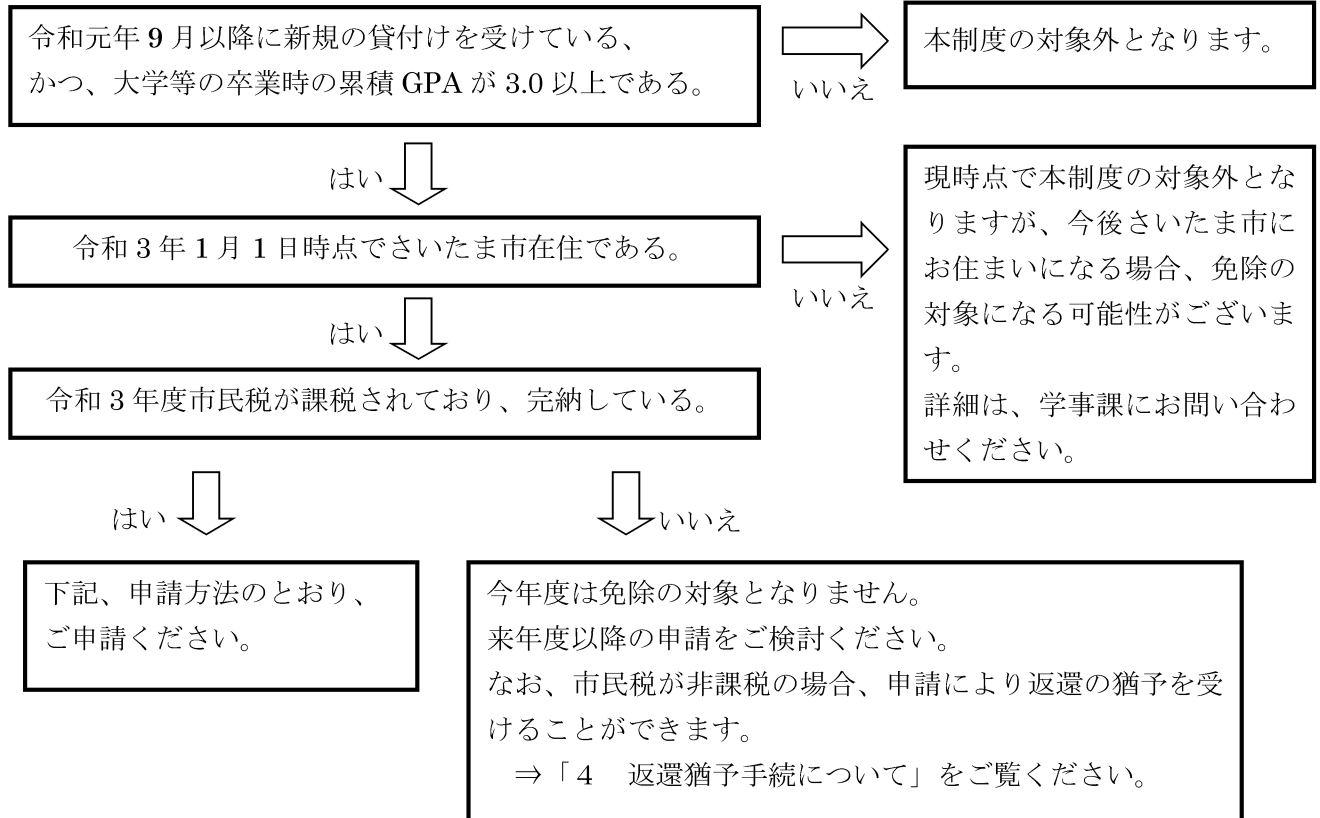 令和元年 9 月以降に新規の貸付けを受けている、
かつ、大学等の卒業時の累積 GPA が 3.0 以上である。
いいえ
本制度の対象外となります。
はい
令和 3 年 1 月 1 日時点でさいたま市在住である。
いいえ
現時点で本制度の対象外とな
りますが、今後さいたま市に
お住まいになる場合、免除の
対象になる可能性がございま
す。
詳細は、学事課にお問い合わ
せください。
はい
令和 3 年度市民税が課税されており、完納している。
はい
いいえ
下記、申請方法のとおり、
ご申請ください。
今年度は免除の対象となりません。
来年度以降の申請をご検討ください。
なお、市民税が非課税の場合、申請により返還の猶予を受
けることができます。
⇒「４　返還猶予手続について」をご覧ください。